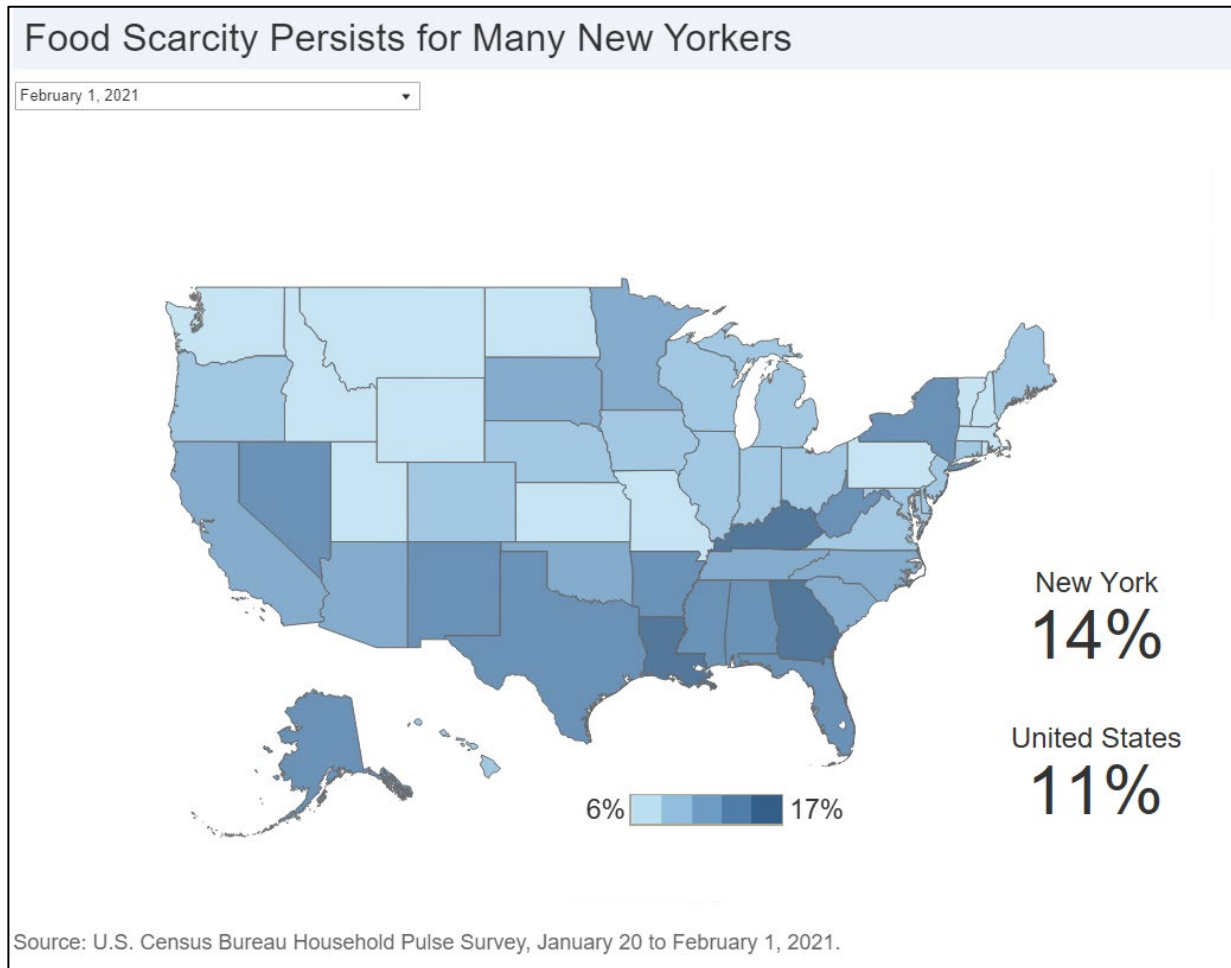 Food Scarcity Persists for Many New Yorkers
February 1, 2021
New York
14%
United States
11%
6% 17%
Source: U.S. Census Bureau Household Pulse Survey, January 20 to February 1, 2021.